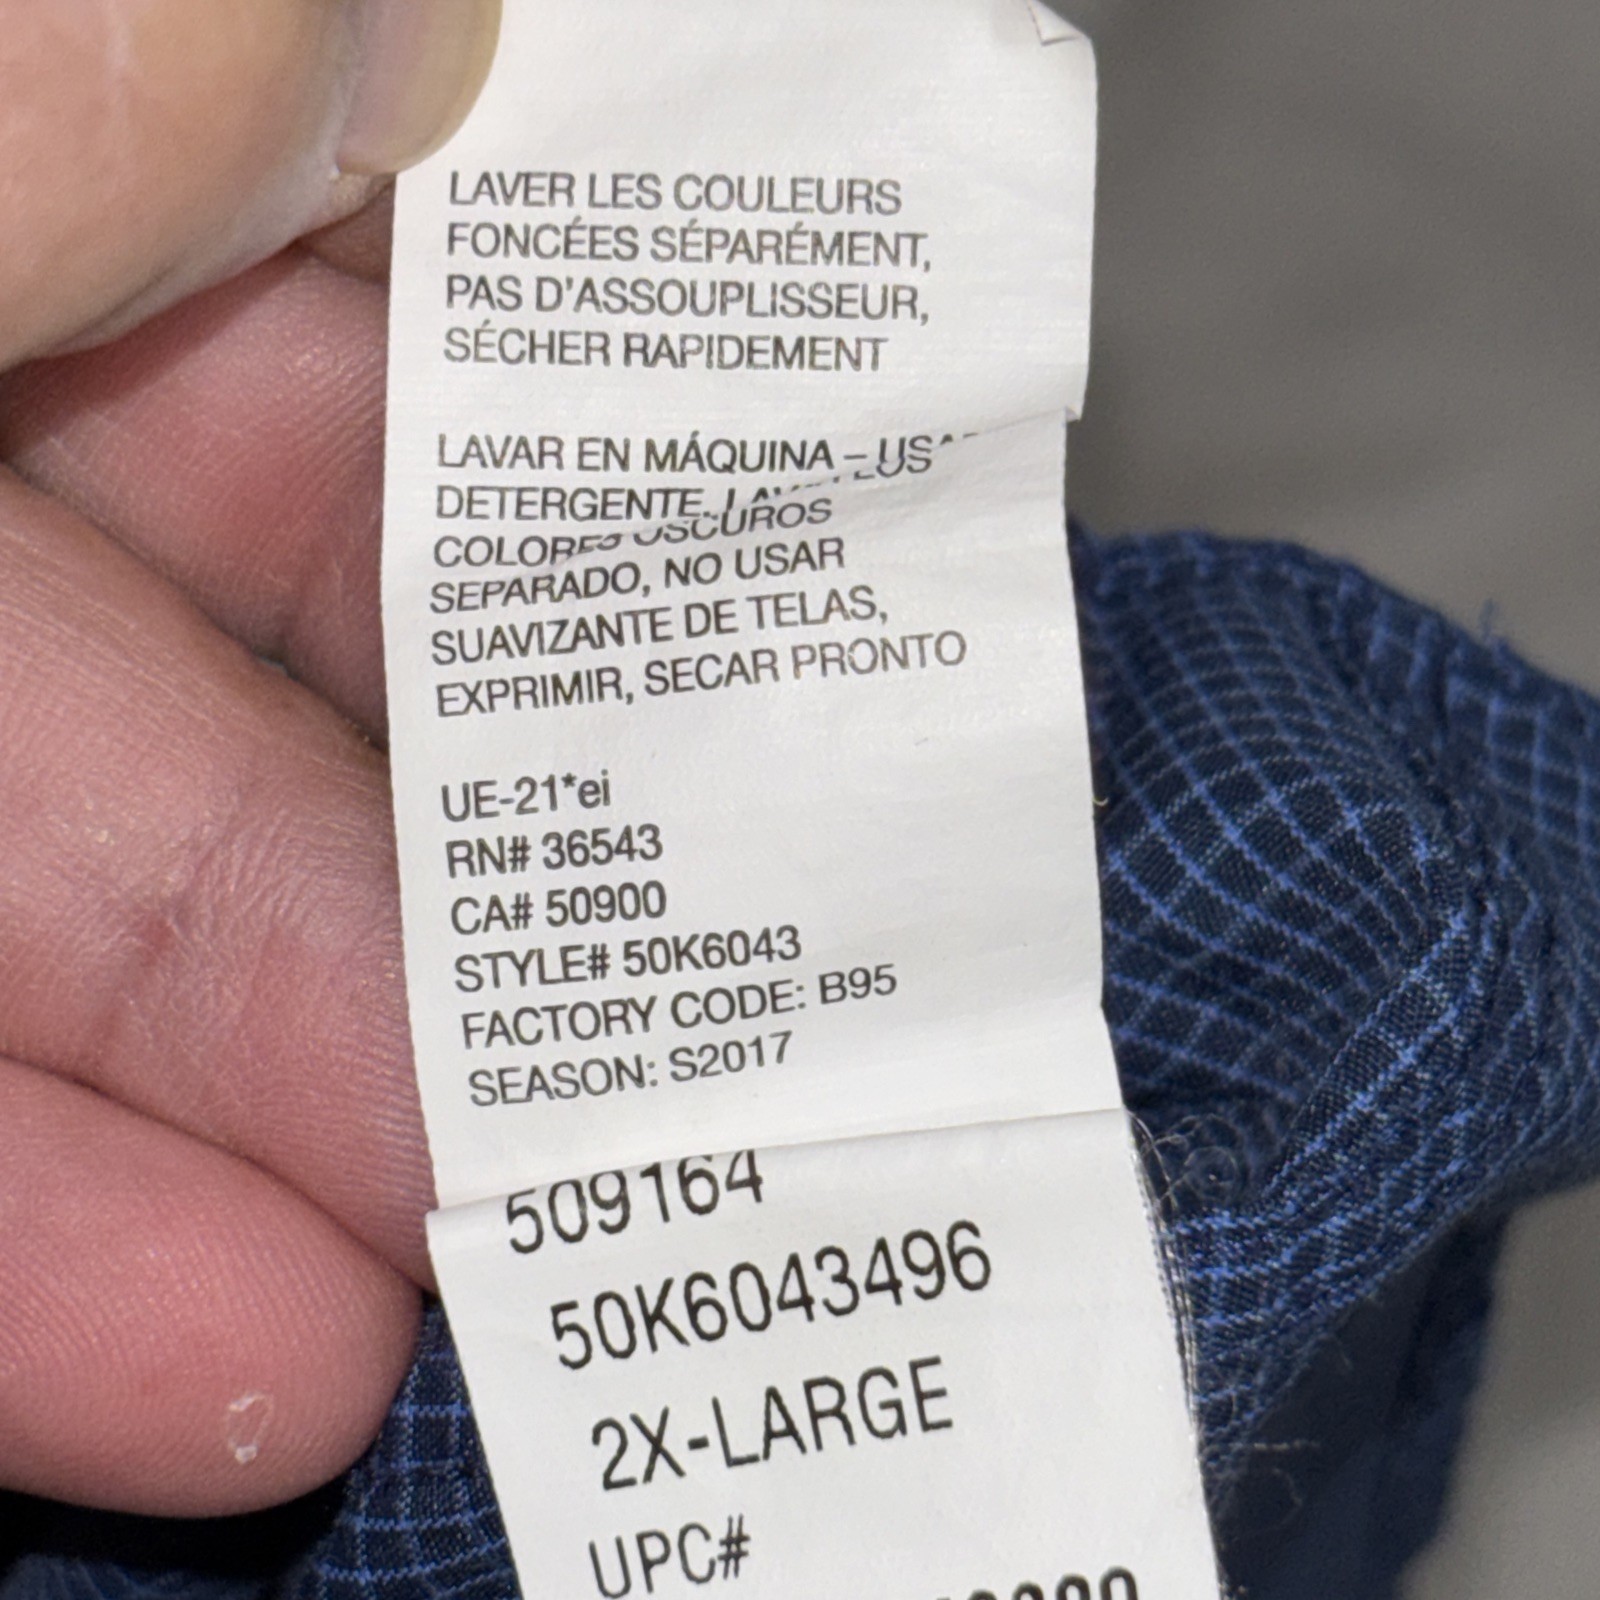 LAVER LES COULEURS
FONCÉES SÉPARÉMENT,
PAS D'ASSOUPLISSEUR,
SÉCHER RAPIDEMENT
LAVAR EN MÁQUINA –
DETERGENTE.
COLORES OSCUROS
SEPARADO, NO USAR
SUAVIZANTE DE TELAS,
EXPRIMIR, SECAR PRONTO
UE-21*ei
RN# 36543
CA# 50900
STYLE# 50K6043
FACTORY CODE: B95
SEASON: S2017
509164
50K6043496
2X-LARGE
UPC#